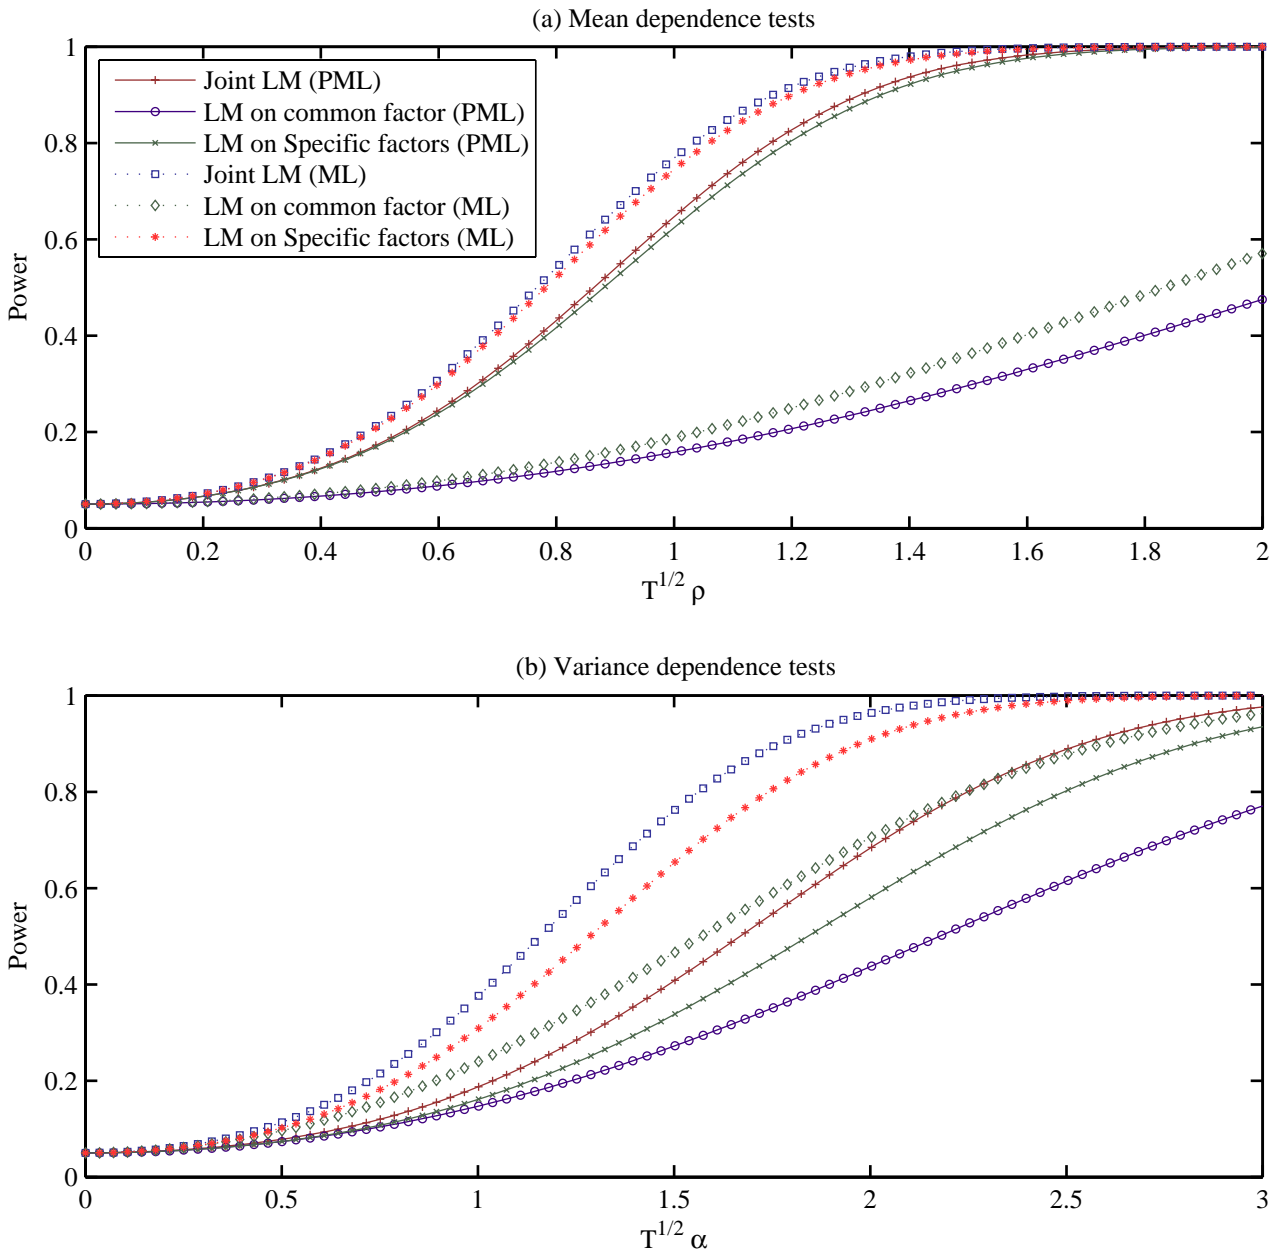 (a) Mean dependence tests
1
0.8
0.6
0.4
0.2
0
Power
Joint LM (PML)
LM on common factor (PML)
LM on Specific factors (PML)
Joint LM (ML)
LM on common factor (ML)
LM on Specific factors (ML)
0 0.2 0.4 0.6 0.8 1 1.2 1.4 1.6 1.8 2
T^1/2 ρ
(b) Variance dependence tests
1
0.8
0.6
0.4
0.2
0
Power
0 0.5 1 1.5 2 2.5 3
T^1/2 α